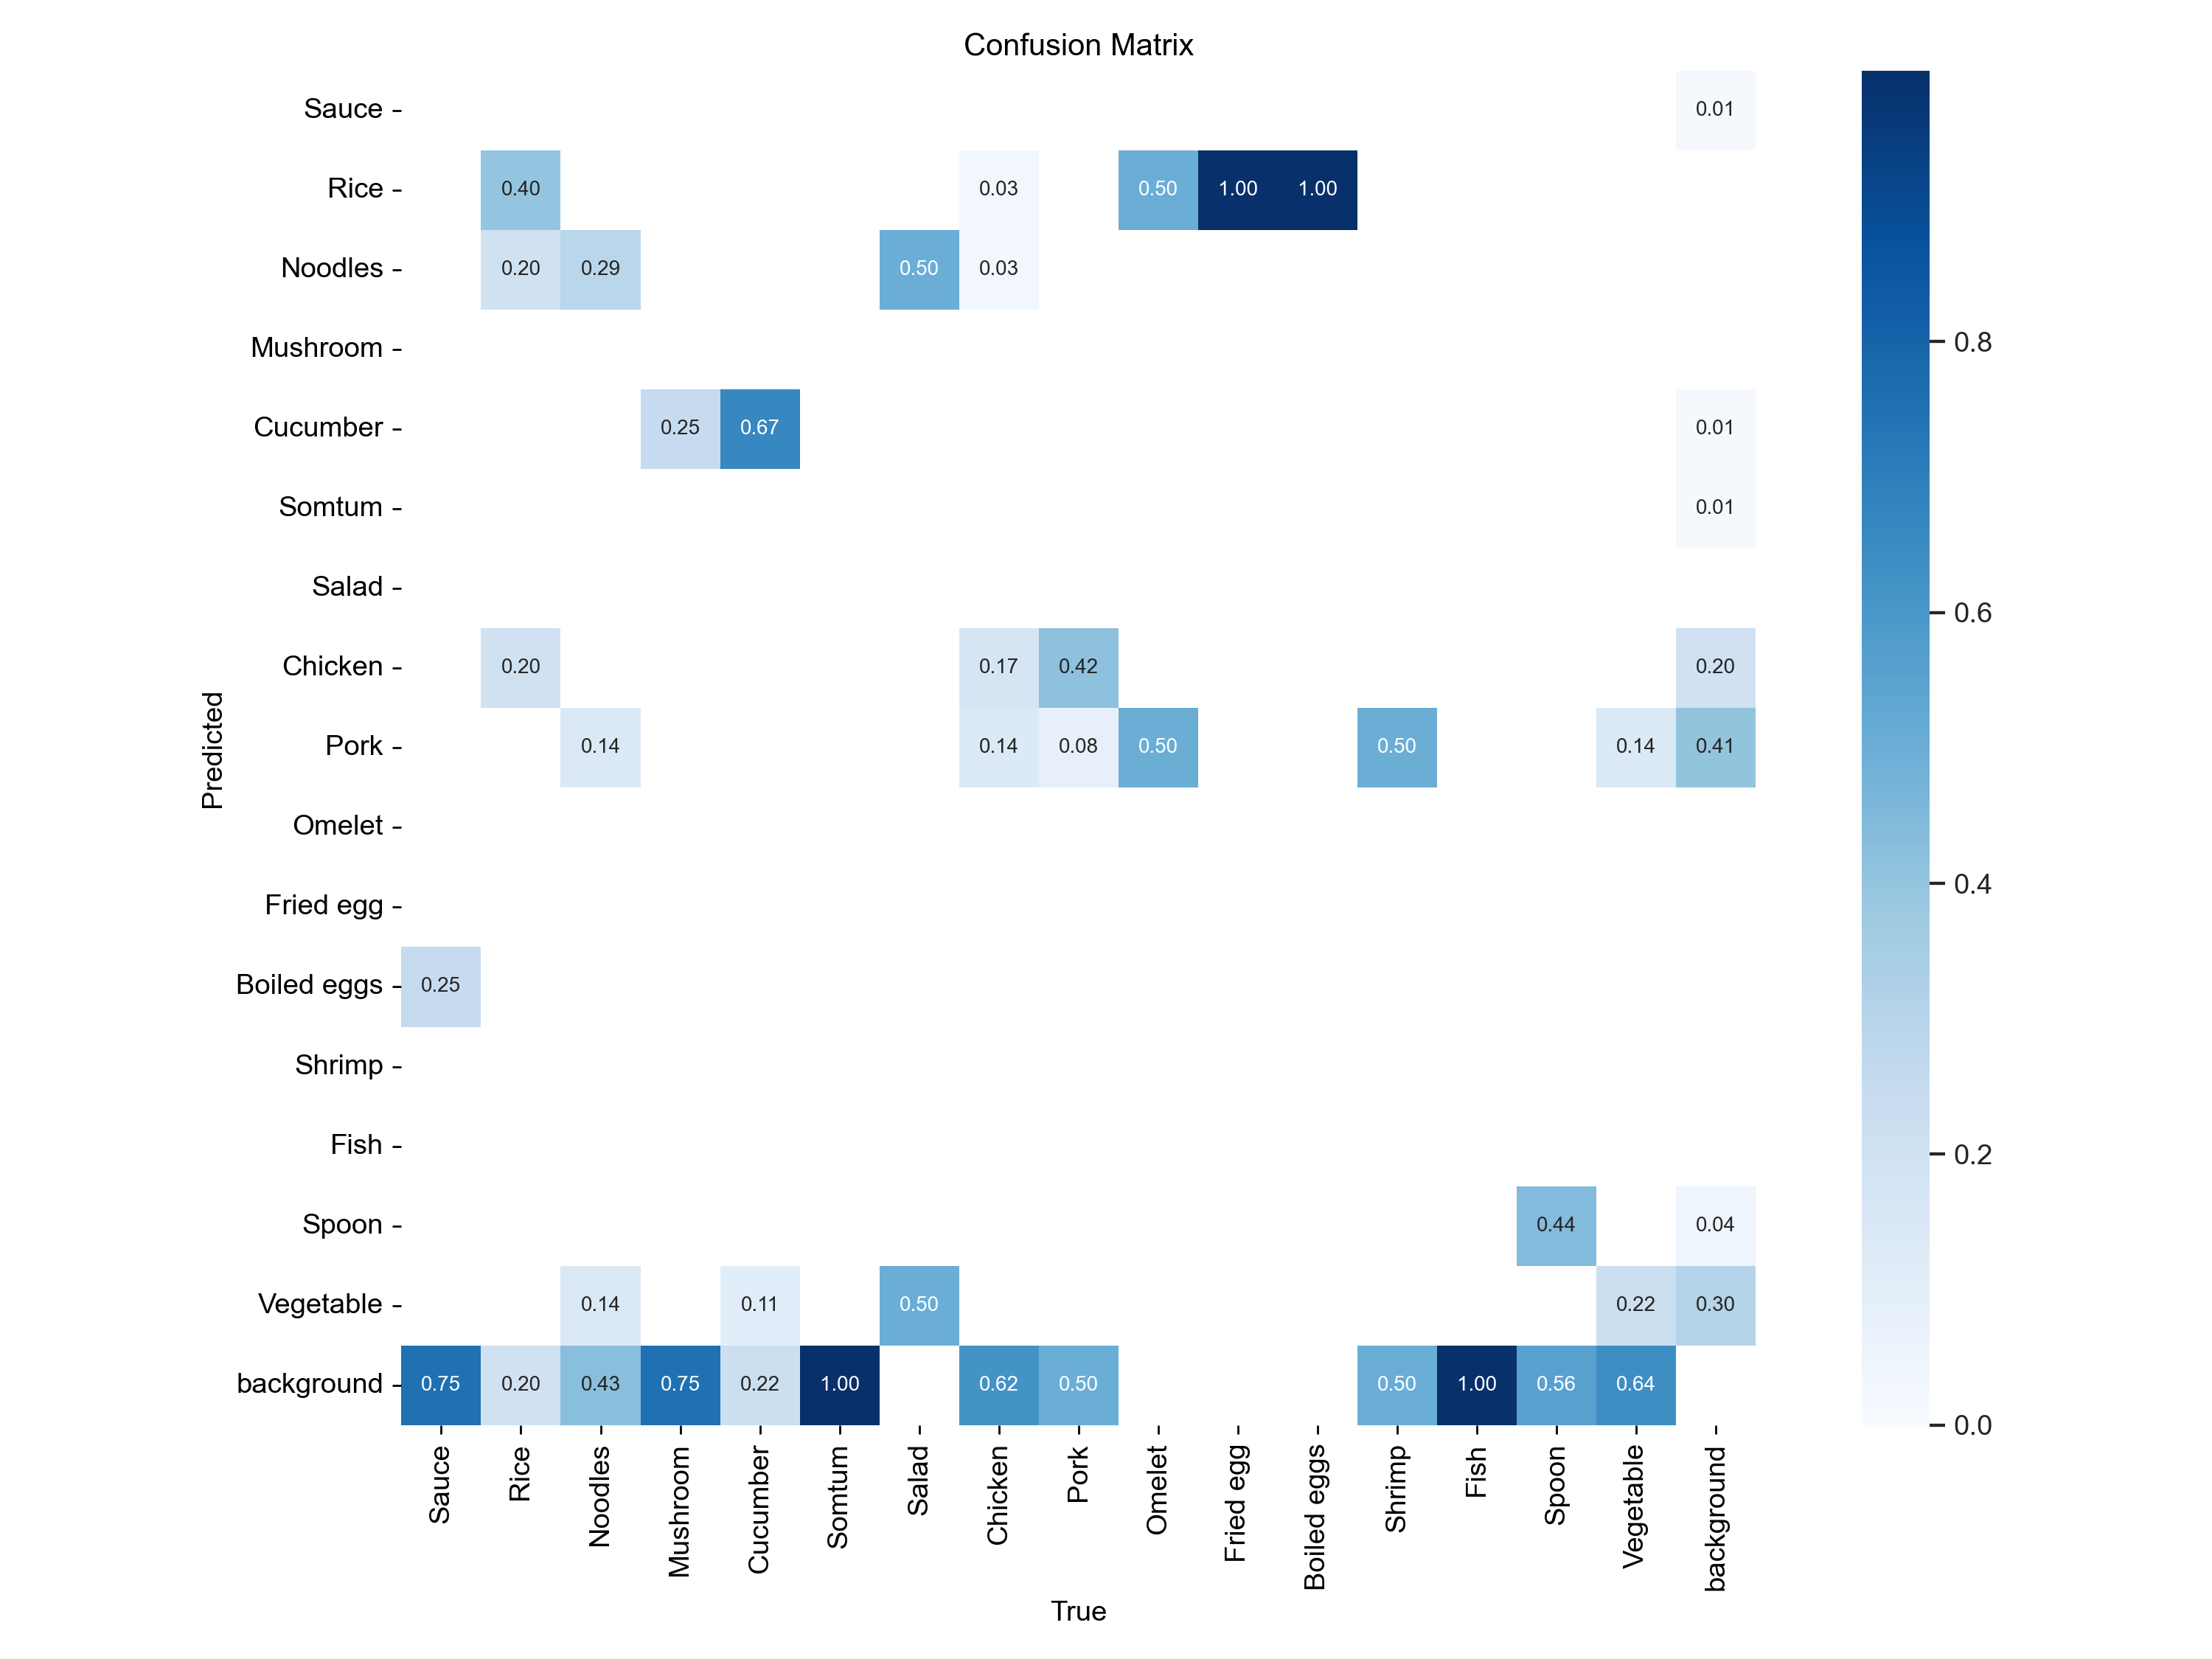 Confusion Matrix
Sauce 0.01
Rice 0.40 0.03 0.50 1.00 1.00
Noodles 0.20 0.29 0.50 0.03
Mushroom
Cucumber 0.25 0.67 0.01
Somtum 0.01
Salad
Chicken 0.20 0.17 0.42 0.20
Pork 0.14 0.14 0.08 0.50 0.50 0.14 0.41
Omelet
Fried egg
Boiled eggs 0.25
Shrimp
Fish
Spoon 0.44 0.04
Vegetable 0.14 0.11 0.50 0.22 0.30
background 0.75 0.20 0.43 0.75 0.22 1.00 0.62 0.50 0.50 1.00 0.56 0.64
Predicted
Sauce
Rice
Noodles
Mushroom
Cucumber
Somtum
Salad
Chicken
Pork
Omelet
Fried egg
Boiled eggs
Shrimp
Fish
Spoon
Vegetable
background
True
0.8
0.6
0.4
0.2
0.0